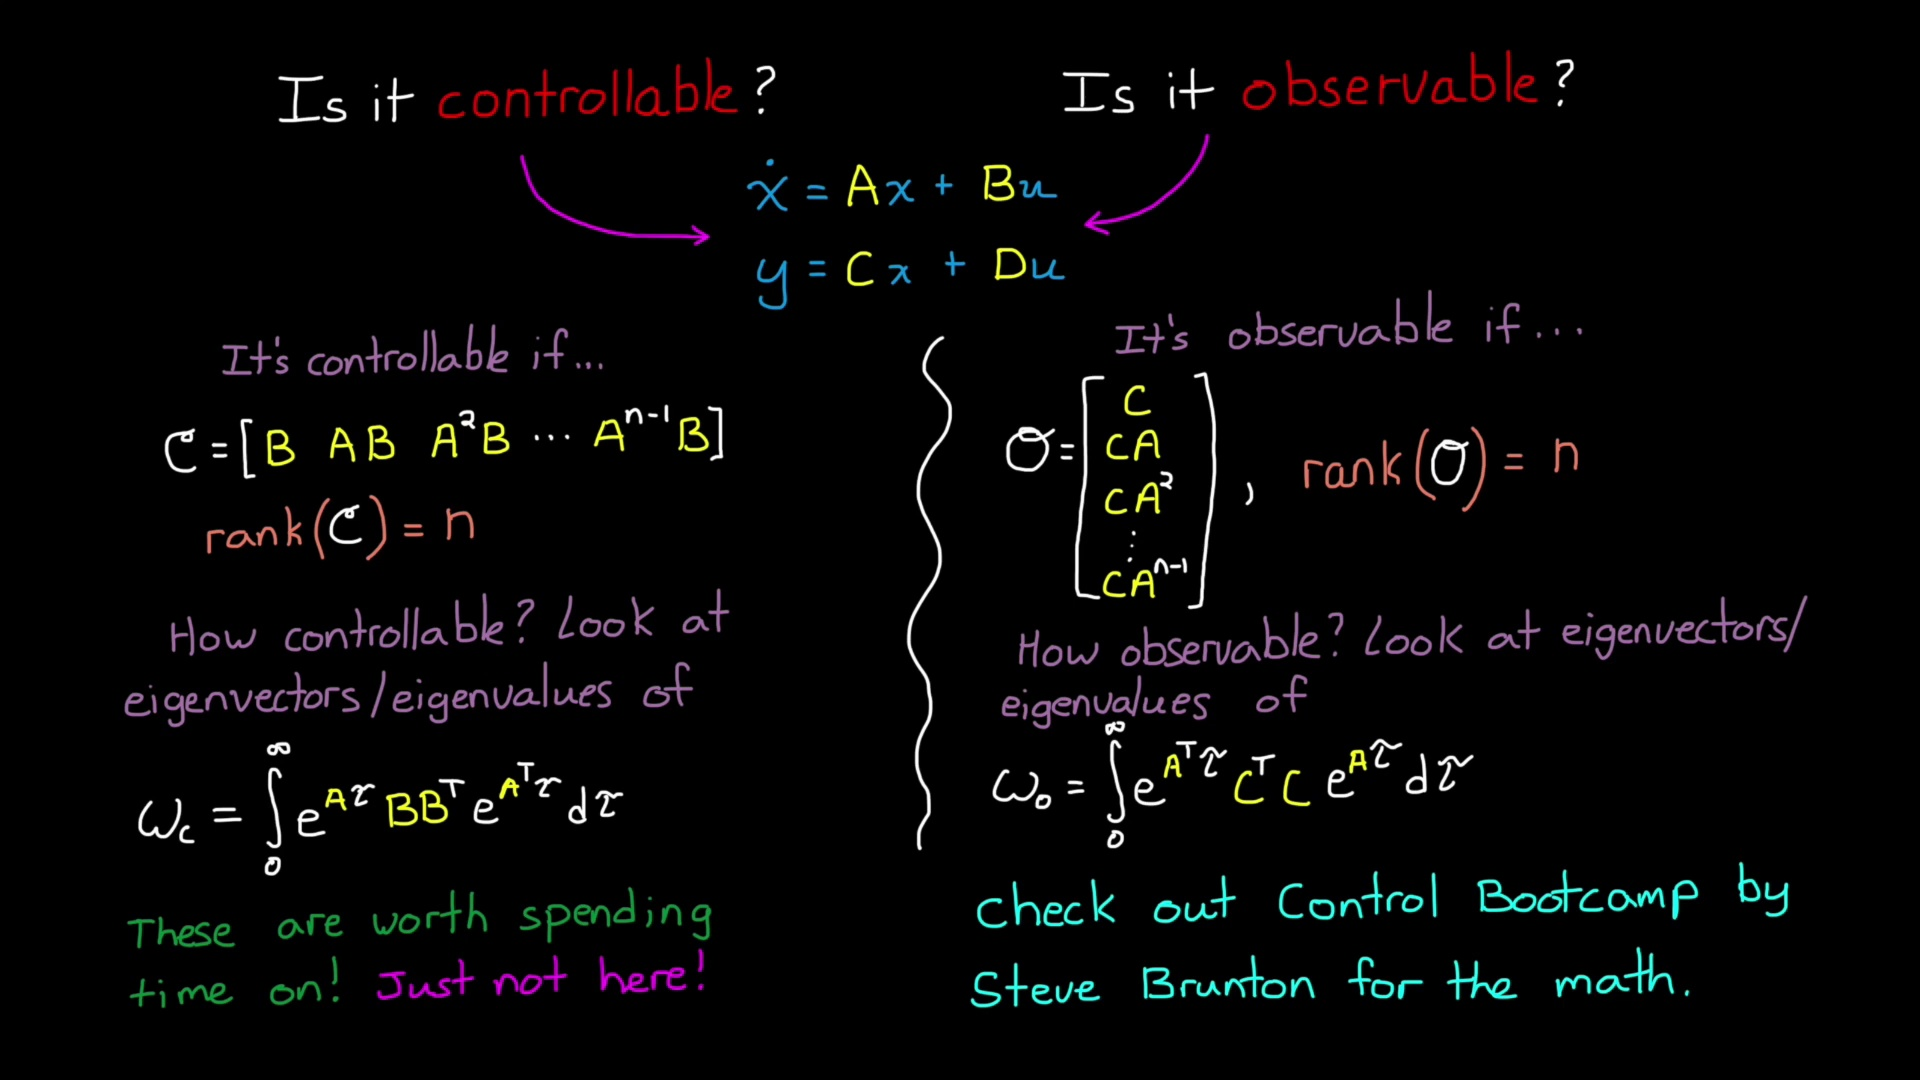 Is it controllable?
Is it observable?
ẋ = Ax + Bu
y = Cx + Du
It's controllable if...
C = [B AB A²B ⋯ Aⁿ⁻¹B]
rank(C) = n
How controllable? Look at
eigenvectors/eigenvalues of
W_c = ∫₀^∞ e^{Aτ} BBᵀ e^{Aᵀτ} dτ
These are worth spending
time on! Just not here!
It's observable if...
O = [C
CA
CA²
⋮
CAⁿ⁻¹] , rank(O) = n
How observable? Look at eigenvectors/
eigenvalues of
W_o = ∫₀^∞ e^{Aᵀτ} CᵀC e^{Aτ} dτ
Check out Control Bootcamp by
Steve Brunton for the math.